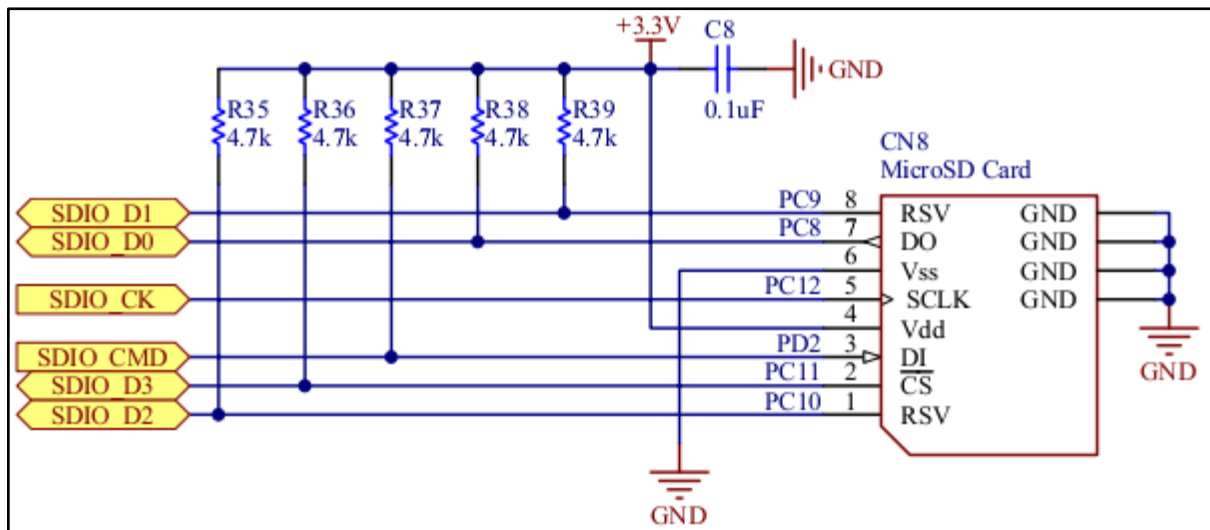 +3.3V
C8
GND
0.1uF
R35
4.7k
R36
4.7k
R37
4.7k
R38
4.7k
R39
4.7k
CN8
MicroSD Card
SDIO_D1
PC9
8
RSV
GND
SDIO_D0
PC8
7
DO
GND
6
Vss
GND
SDIO_CK
PC12
5
SCLK
GND
4
Vdd
SDIO_CMD
PD2
3
DI
SDIO_D3
PC11
2
CS
SDIO_D2
PC10
1
RSV
GND
GND